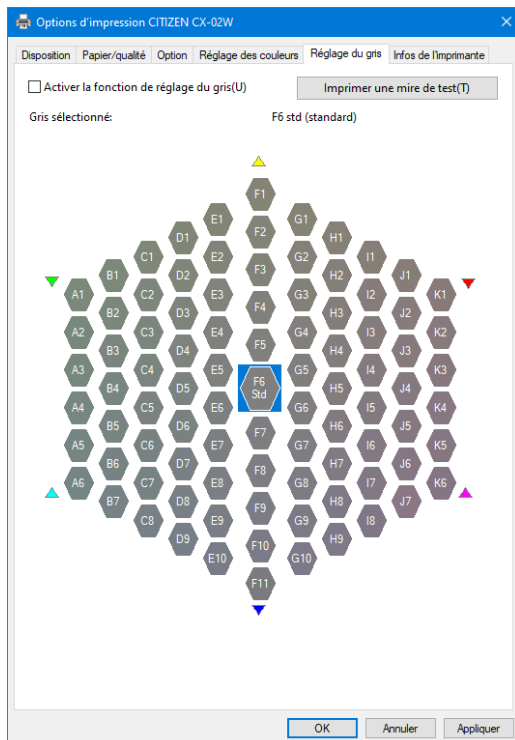 Options d'impression CITIZEN CX-02W
Disposition Papier/qualité Option Réglage des couleurs Réglage du gris Infos de l'imprimante
Activer la fonction de réglage du gris(U) Imprimer une mire de test(T)
Gris sélectionné: F6 std (standard)
F1
E1 G1
F2
D1 H1
E2 G2
C1 I1
F3
B1 D2 H2 J1
A1 C2 E3 G3 I2 K1
F4
B2 D3 H3 J2
A2 C3 E4 G4 I3 K2
F5
B3 D4 H4 J3
A3 C4 E5 G5 I4 K3
F6
Std
B4 D5 H5 J4
A4 C5 E6 G6 I5 K4
B5 D6 H6 J5
F7
A5 C6 E7 G7 I6 K5
B6 D7 H7 J6
F8
A6 C7 E8 G8 I7 K6
B7 D8 H8 J7
F9
C8 E9 G9 I8
D9 H9
F10
E10 G10
F11
OK Annuler Appliquer